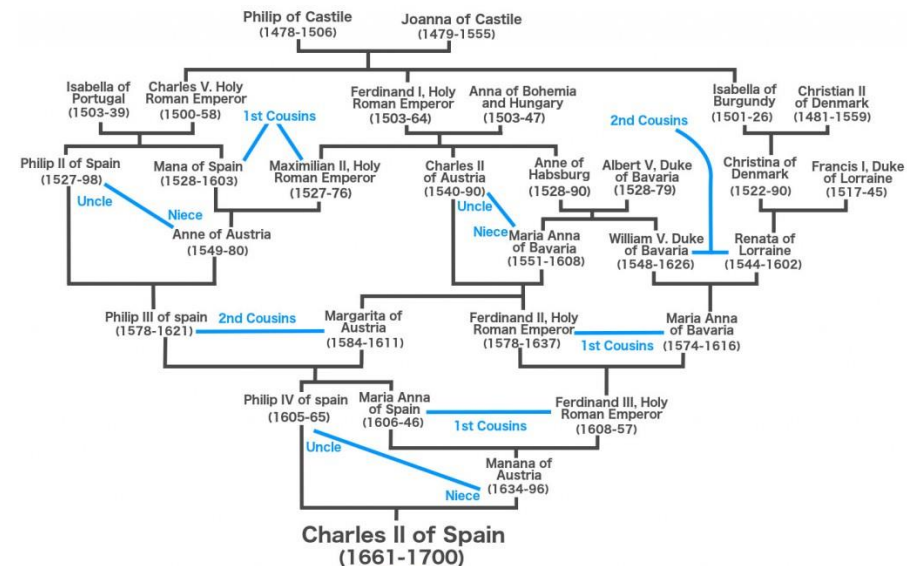 Philip of Castile
(1478-1506)
Joanna of Castile
(1479-1555)
Isabella of
Portugal
(1503-39)
Charles V. Holy
Roman Emperor
(1500-58)
1st Cousins
Ferdinand I, Holy
Roman Emperor
(1503-64)
Anna of Bohemia
and Hungary
(1503-47)
2nd Cousins
Isabella of
Burgundy
(1501-26)
Christian II
of Denmark
(1481-1559)
Philip II of Spain
(1527-98)
Mana of Spain
(1528-1603)
Maximilian II, Holy
Roman Emperor
(1527-76)
Charles II
of Austria
(1540-90)
Anne of
Habsburg
(1528-90)
Albert V, Duke
of Bavaria
(1528-79)
Christina of
Denmark
(1522-90)
Francis I, Duke
of Lorraine
(1517-45)
Uncle
Niece
Anne of Austria
(1549-80)
Uncle
Niece
Maria Anna
of Bavaria
(1551-1608)
William V. Duke
of Bavaria
(1548-1626)
Renata of
Lorraine
(1544-1602)
Philip III of spain
(1578-1621)
2nd Cousins
Margarita of
Austria
(1584-1611)
Ferdinand II, Holy
Roman Emperor
(1578-1637)
1st Cousins
Maria Anna
of Bavaria
(1574-1616)
Philip IV of spain
(1605-65)
Maria Anna
of Spain
(1606-46)
1st Cousins
Ferdinand III, Holy
Roman Emperor
(1608-57)
Uncle
Niece
Manana of
Austria
(1634-96)
Charles II of Spain
(1661-1700)